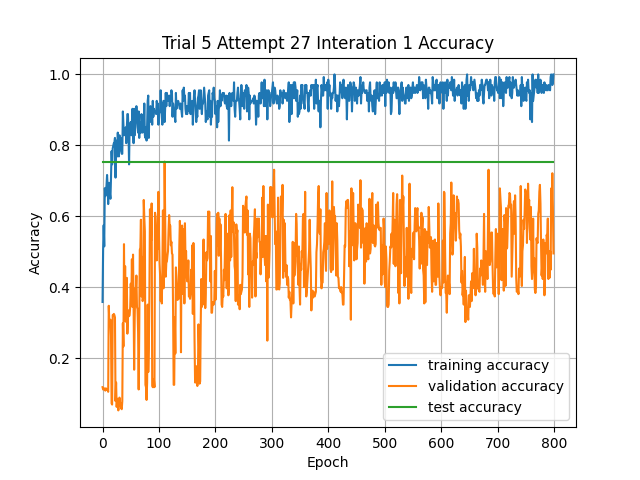 Trial 5 Attempt 27 Interation 1 Accuracy
1.0
0.8
0.6
0.4
0.2
Accuracy
0 100 200 300 400 500 600 700 800
Epoch
training accuracy
validation accuracy
test accuracy